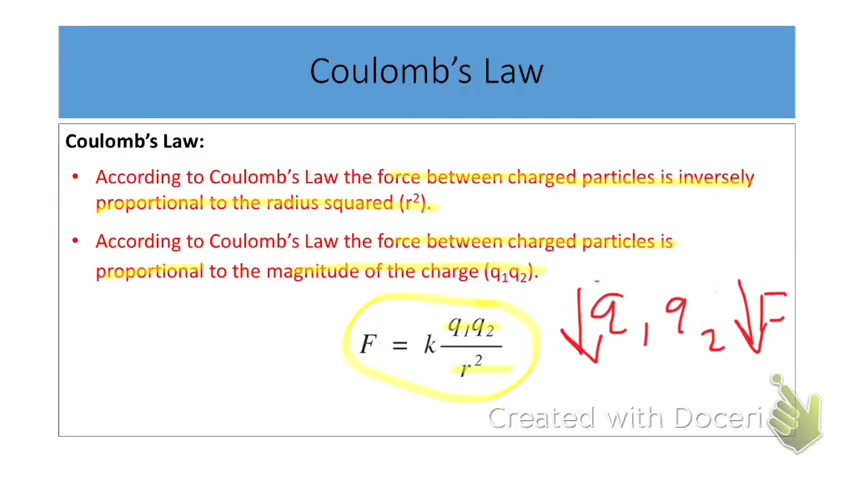 Coulomb's Law
Coulomb's Law:
• According to Coulomb's Law the force between charged particles is inversely
proportional to the radius squared (r²).
• According to Coulomb's Law the force between charged particles is
proportional to the magnitude of the charge (q₁q₂).
F = k q₁q₂ / r²
↓q₁ q₂ ↓F
Created with Doceri